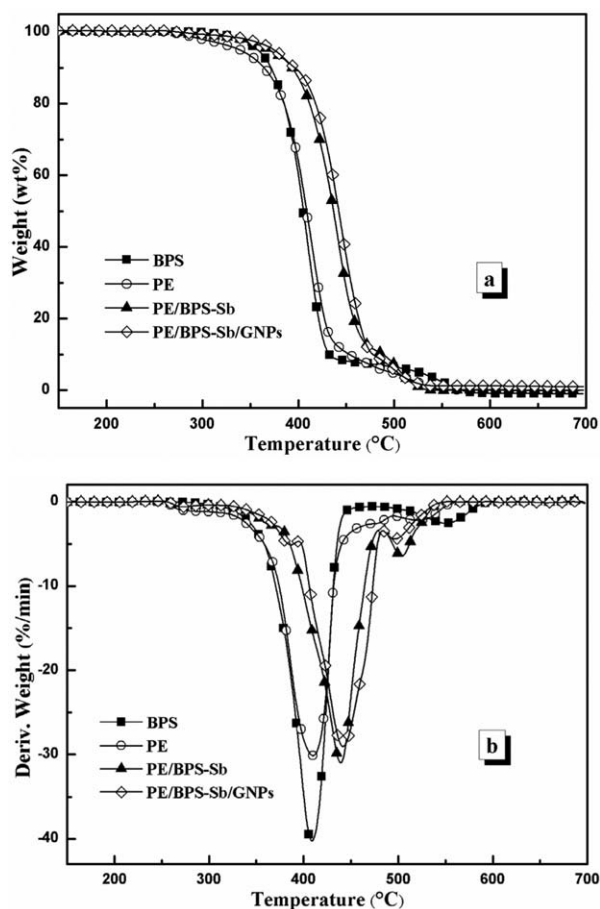 100
80
60
40
20
0
Weight (wt%)
BPS
PE
PE/BPS-Sb
PE/BPS-Sb/GNPs
a
200 300 400 500 600 700
Temperature (°C)
0
-10
-20
-30
-40
Deriv. Weight (%/min)
BPS
PE
PE/BPS-Sb
PE/BPS-Sb/GNPs
b
200 300 400 500 600 700
Temperature (°C)